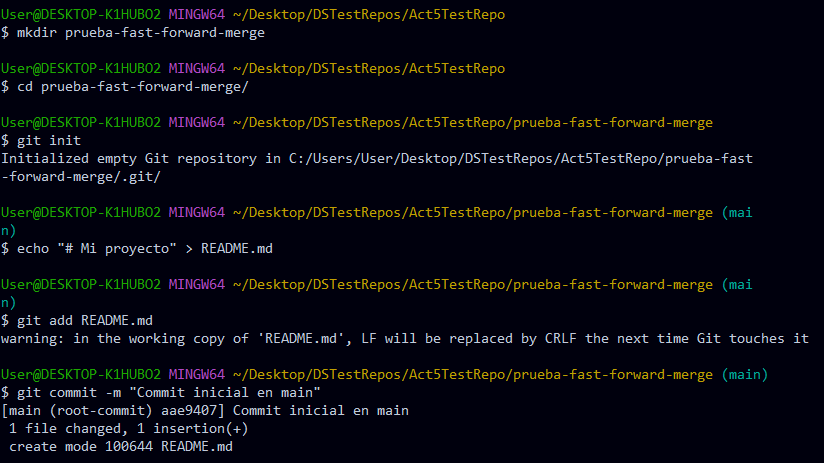 User@DESKTOP-K1HUBO2 MINGW64 ~/Desktop/DSTestRepos/Act5TestRepo
$ mkdir prueba-fast-forward-merge
User@DESKTOP-K1HUBO2 MINGW64 ~/Desktop/DSTestRepos/Act5TestRepo
$ cd prueba-fast-forward-merge/
User@DESKTOP-K1HUBO2 MINGW64 ~/Desktop/DSTestRepos/Act5TestRepo/prueba-fast-forward-merge
$ git init
Initialized empty Git repository in C:/Users/User/Desktop/DSTestRepos/Act5TestRepo/prueba-fast
-forward-merge/.git/
User@DESKTOP-K1HUBO2 MINGW64 ~/Desktop/DSTestRepos/Act5TestRepo/prueba-fast-forward-merge (mai
n)
$ echo "# Mi proyecto" > README.md
User@DESKTOP-K1HUBO2 MINGW64 ~/Desktop/DSTestRepos/Act5TestRepo/prueba-fast-forward-merge (mai
n)
$ git add README.md
warning: in the working copy of 'README.md', LF will be replaced by CRLF the next time Git touches it
User@DESKTOP-K1HUBO2 MINGW64 ~/Desktop/DSTestRepos/Act5TestRepo/prueba-fast-forward-merge (main)
$ git commit -m "Commit inicial en main"
[main (root-commit) aae9407] Commit inicial en main
1 file changed, 1 insertion(+)
create mode 100644 README.md